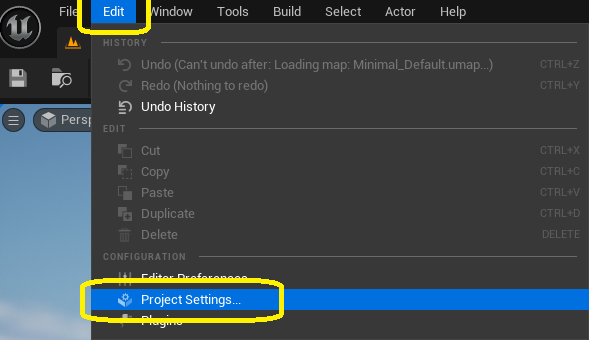 File Edit Window Tools Build Select Actor Help
HISTORY
Undo (Can't undo after: Loading map: Minimal_Default.umap...) CTRL+Z
Redo (Nothing to redo) CTRL+Y
Undo History
Persp
EDIT
Cut CTRL+X
Copy CTRL+C
Paste CTRL+V
Duplicate CTRL+D
Delete DELETE
CONFIGURATION
Editor Preferences...
Project Settings...
Plugins